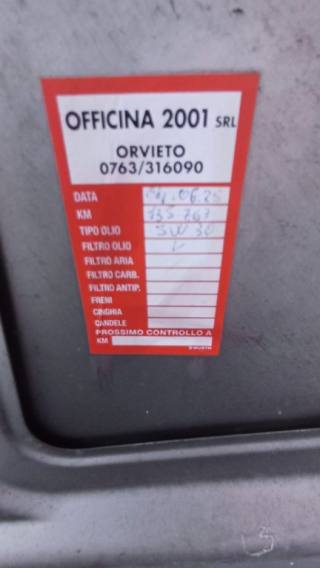 OFFICINA 2001 SRL
ORVIETO
0763/316090
DATA
KM
TIPO OLIO 5W30
FILTRO OLIO V
FILTRO ARIA
FILTRO CARB.
FILTRO ANTIP.
FRENI
CINGHIA
CANDELE
PROSSIMO CONTROLLO A
KM